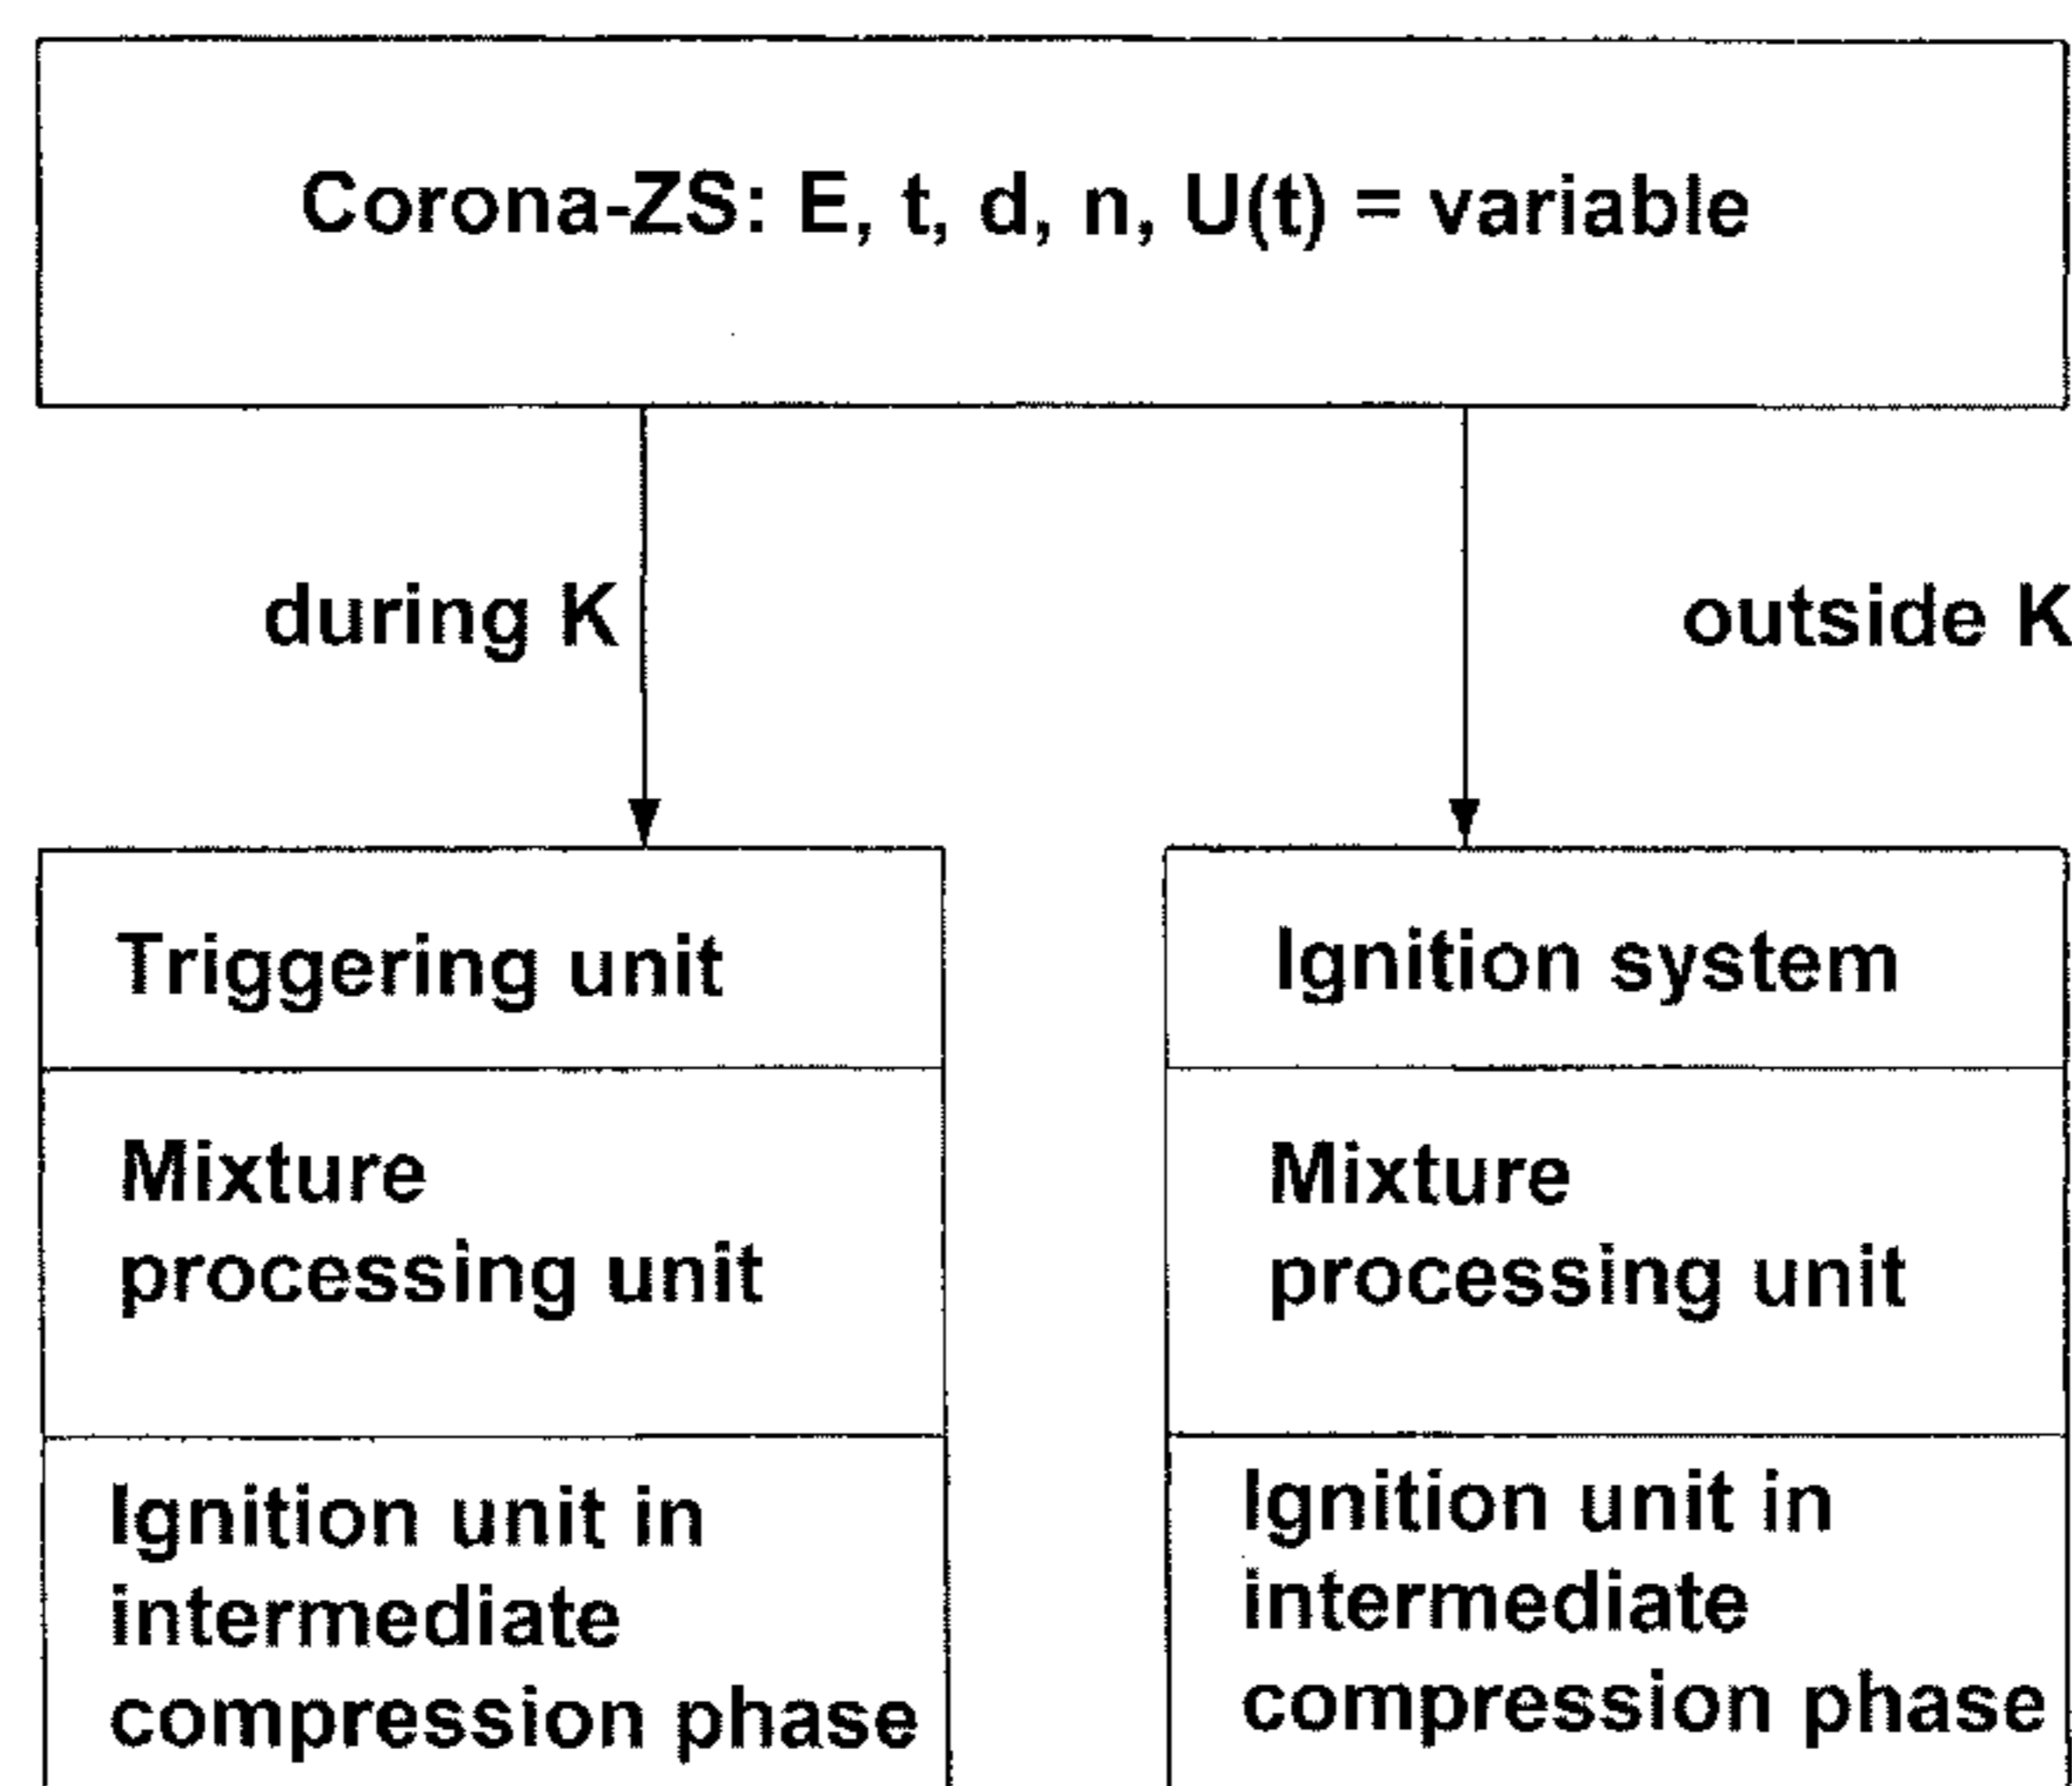 Corona-ZS: E, t, d, n, U(t) = variable
during K
outside K
Triggering unit
Mixture
processing unit
Ignition unit in
intermediate
compression phase
Ignition system
Mixture
processing unit
Ignition unit in
intermediate
compression phase